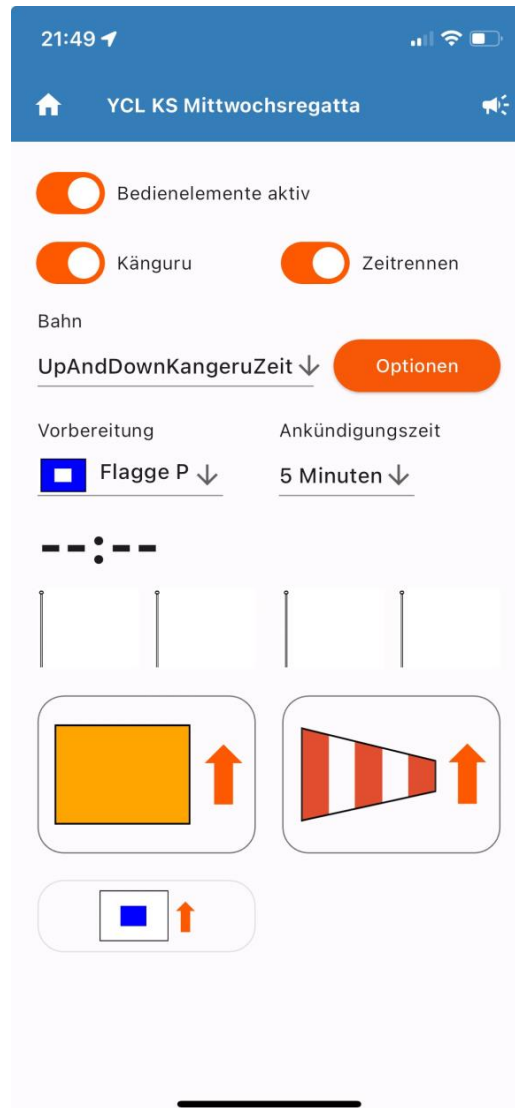 21:49
YCL KS Mittwochsregatta
Bedienelemente aktiv
Känguru
Zeitrennen
Bahn
UpAndDownKangeruZeit
Optionen
Vorbereitung
Ankündigungszeit
Flagge P
5 Minuten
--:--